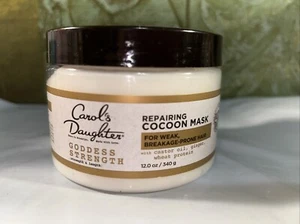 Carol's
Daughter
GODDESS
STRENGTH
REPAIRING
COCOON MASK
FOR WEAK,
BREAKAGE-PRONE HAIR
with Castor oil, ginger,
wheat protein
12.0 oz / 340 g